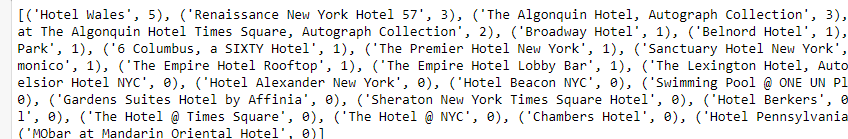 [('Hotel Wales', 5), ('Renaissance New York Hotel 57', 3), ('The Algonquin Hotel, Autograph Collection', 3),
at The Algonquin Hotel Times Square, Autograph Collection', 2), ('Broadway Hotel', 1), ('Belnord Hotel', 1),
Park', 1), ('6 Columbus, a SIXTY Hotel', 1), ('The Premier Hotel New York', 1), ('Sanctuary Hotel New York',
monico', 1), ('The Empire Hotel Rooftop', 1), ('The Empire Hotel Lobby Bar', 1), ('The Lexington Hotel, Auto
elsior Hotel NYC', 0), ('Hotel Alexander New York', 0), ('Hotel Beacon NYC', 0), ('Swimming Pool @ ONE UN Pl
0), ('Gardens Suites Hotel by Affinia', 0), ('Sheraton New York Times Square Hotel', 0), ('Hotel Berkers', 0
l', 0), ('The Hotel @ Times Square', 0), ('The Hotel @ NYC', 0), ('Chambers Hotel', 0), ('Hotel Pennsylvania
('MObar at Mandarin Oriental Hotel', 0)]